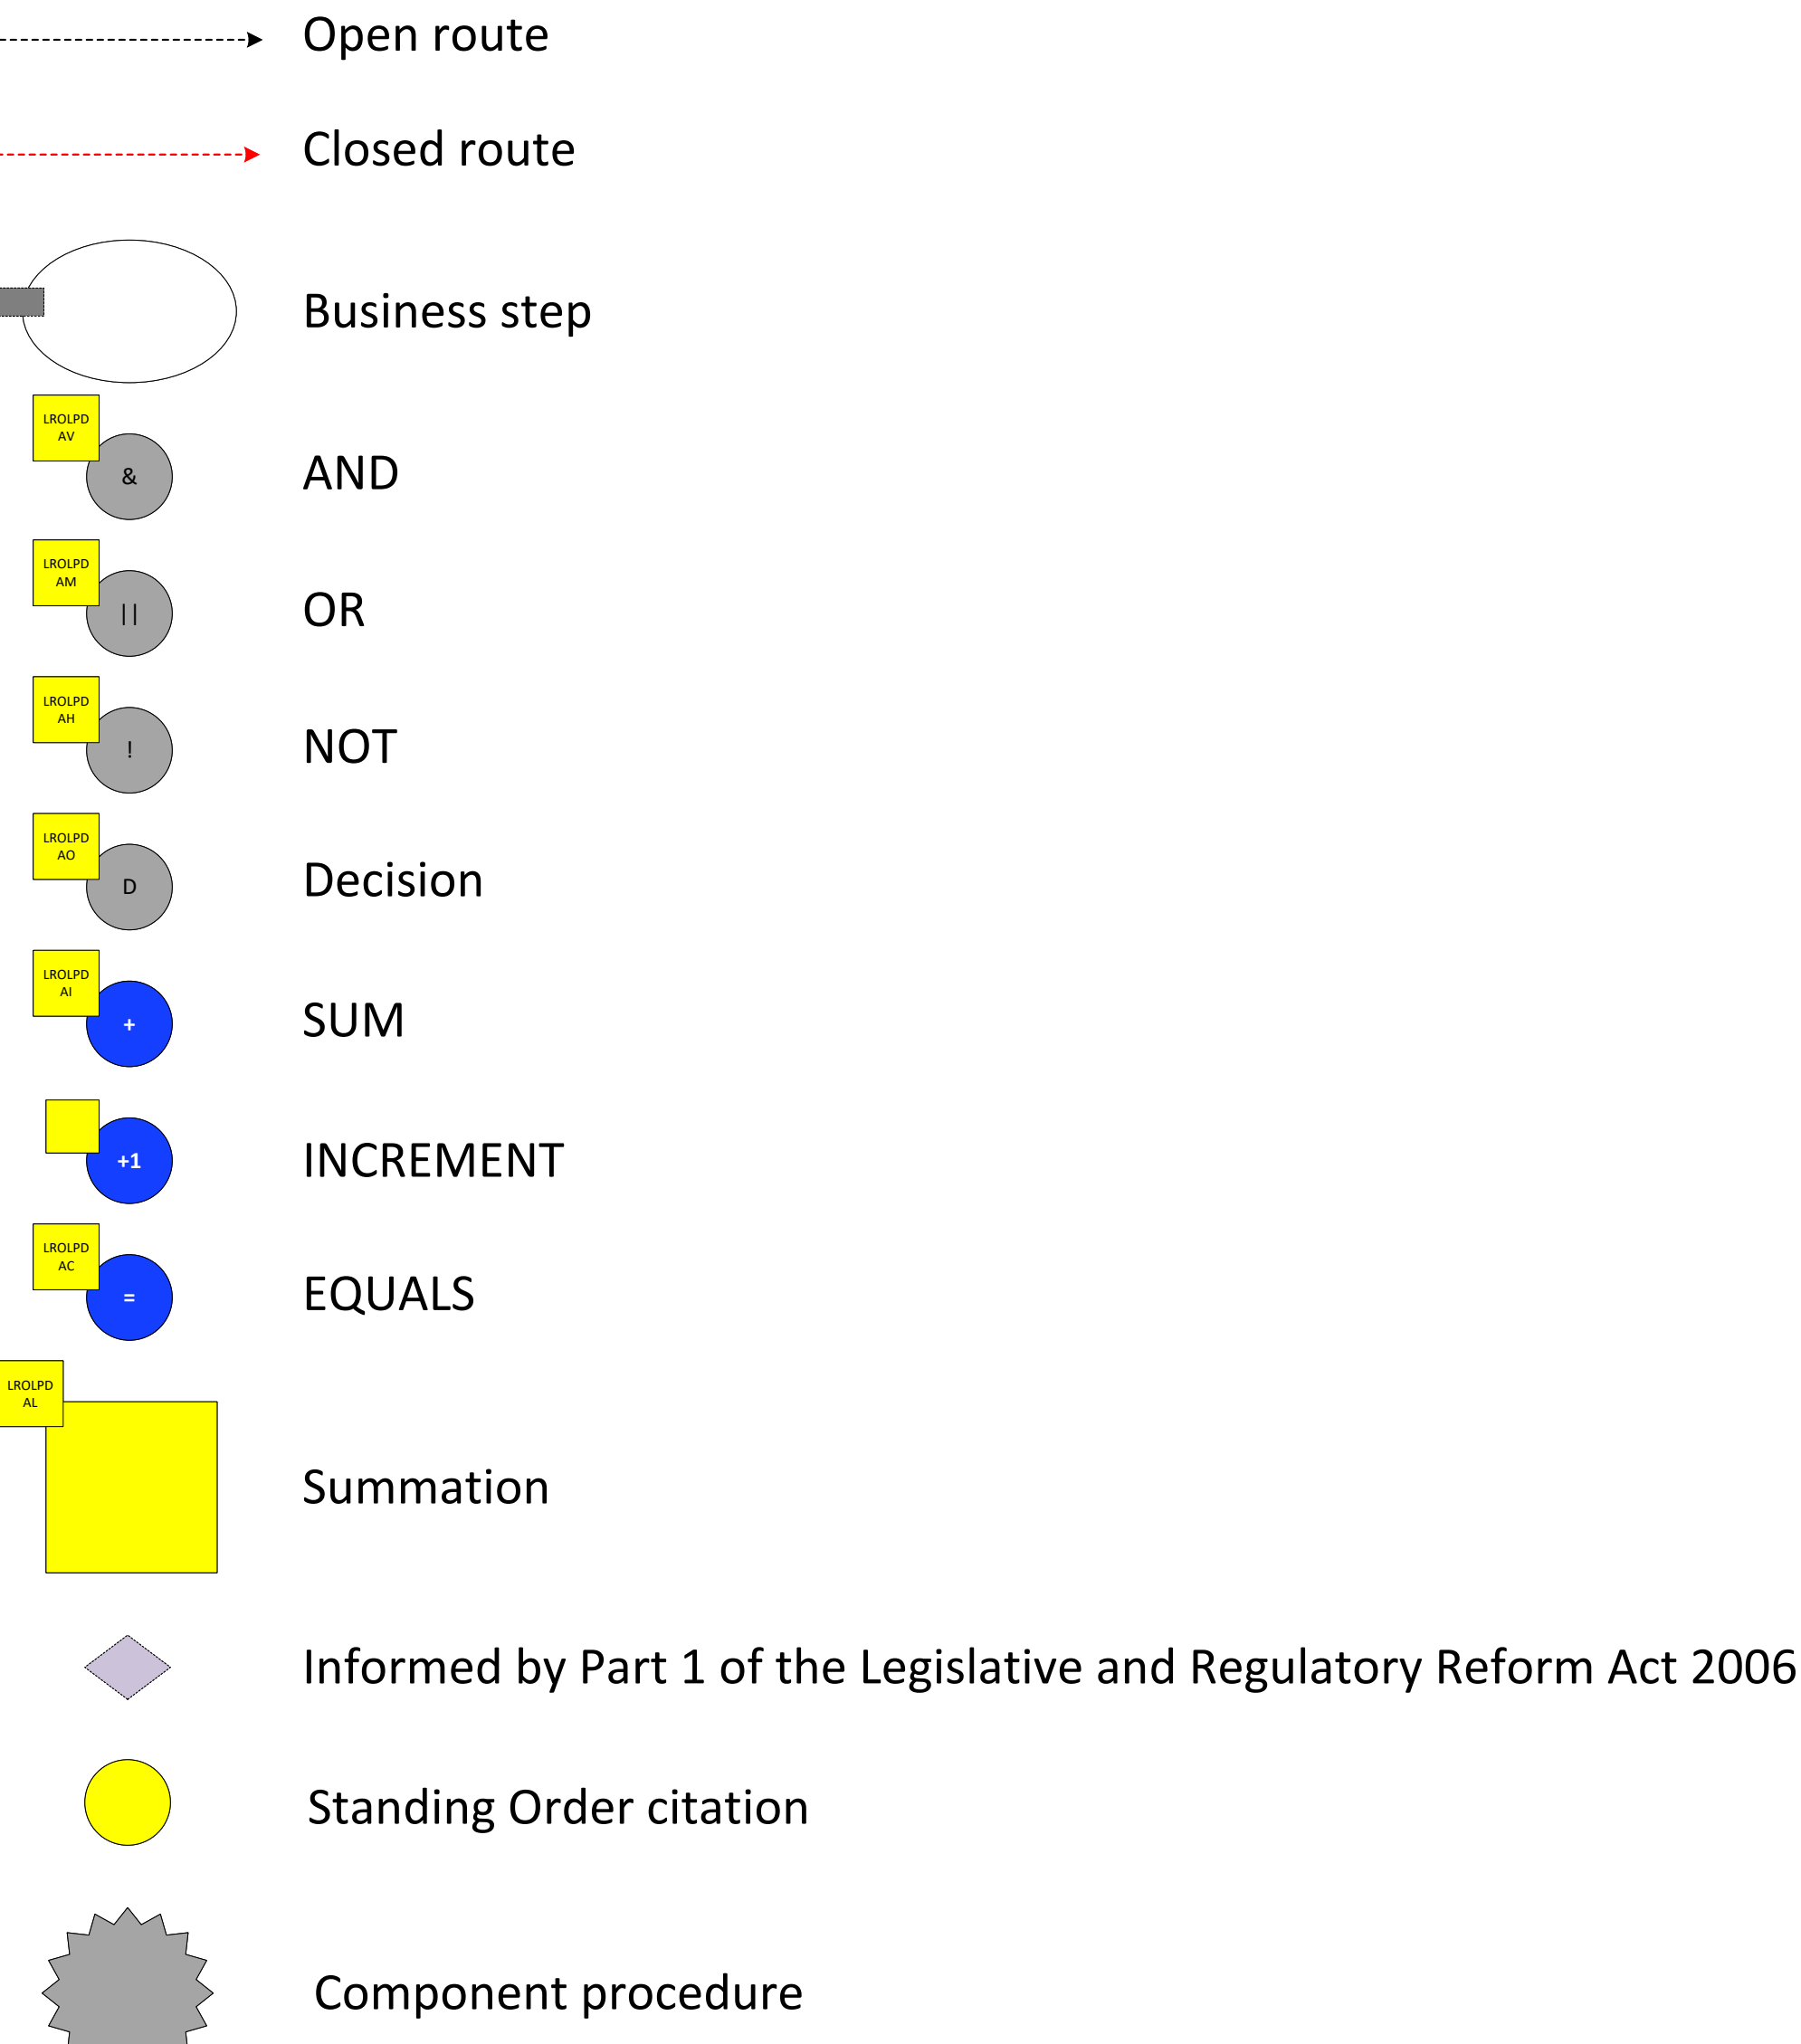 Open route
Closed route
Business step
LROLPD
AV
&
AND
LROLPD
AM
||
OR
LROLPD
AH
!
NOT
LROLPD
AO
D
Decision
LROLPD
AI
+
SUM
+1
INCREMENT
LROLPD
AC
=
EQUALS
LROLPD
AL
Summation
Informed by Part 1 of the Legislative and Regulatory Reform Act 2006
Standing Order citation
Component procedure